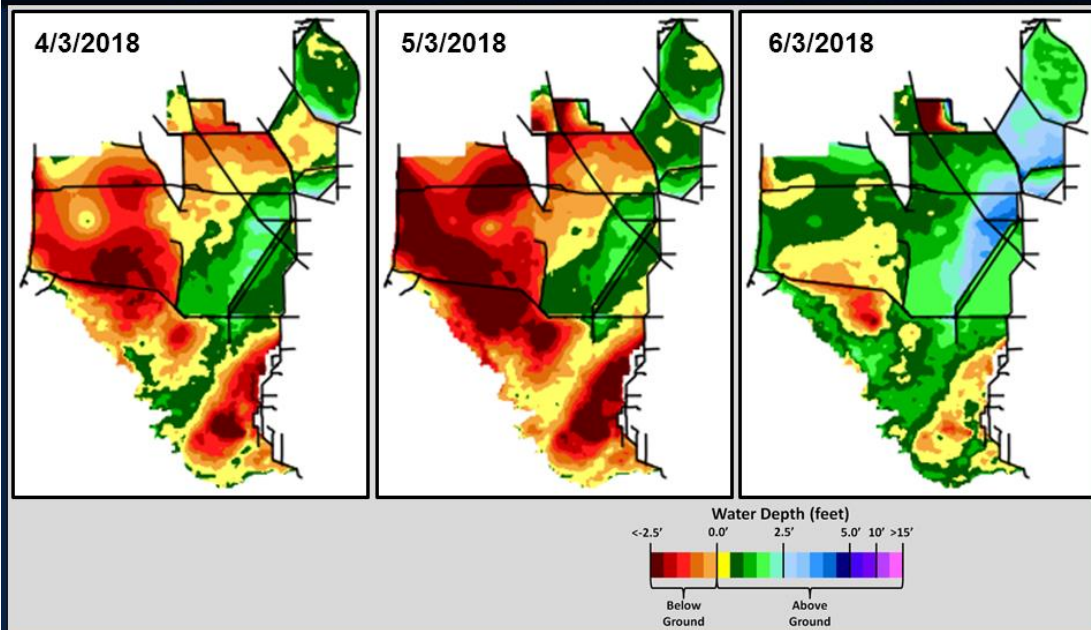 4/3/2018
5/3/2018
6/3/2018
Water Depth (feet)
<-2.5' 0.0' 2.5' 5.0' 10' >15'
Below Ground
Above Ground